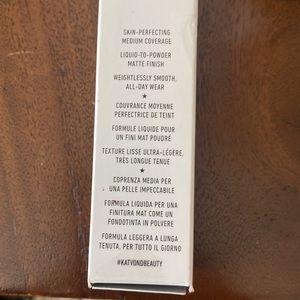 SKIN-PERFECTING
MEDIUM COVERAGE
LIQUID-TO-POWDER
MATTE FINISH
WEIGHTLESSLY SMOOTH,
ALL-DAY WEAR
★
COUVRANCE MOYENNE
PERFECTRICE DE TEINT
FORMULE LIQUIDE POUR
UN FINI MAT POUDRÉ
TEXTURE LISSE ULTRA-LÉGÈRE,
TRÈS LONGUE TENUE
★
COPRENZA MEDIA PER
UNA PELLE IMPECCABILE
FORMULA LIQUIDA PER UNA
FINITURA MAT COME UN
FONDOTINTA IN POLVERE
FORMULA LEGGERA A LUNGA
TENUTA, PER TUTTO IL GIORNO
#KATVONDBEAUTY